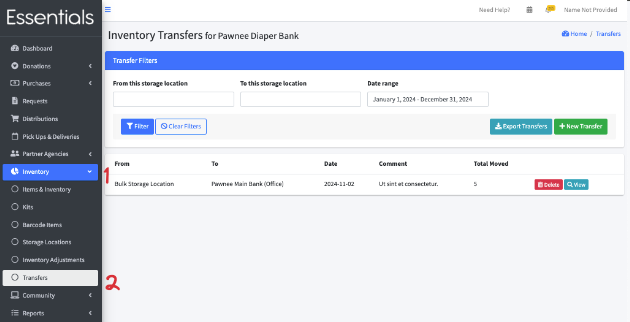 HUMAN
ESSENTIALS
Dashboard
Donations
Purchases
Requests
Distributions
Pick Ups & Deliveries
Partner Agencies
Inventory
Items & Inventory
Kits
Barcode Items
Storage Locations
Inventory Adjustments
Transfers
Community
Reports
Need Help?
Name Not Provided
Inventory Transfers for Pawnee Diaper Bank
Home / Transfers
Transfer Filters
From this storage location To this storage location Date range
January 1, 2024 - December 31, 2024
Filter Clear Filters Export Transfers New Transfer
From To Date Comment Total Moved
1
Bulk Storage Location Pawnee Main Bank (Office) 2024-11-02 Ut sint et consectetur. 5 Delete View
2